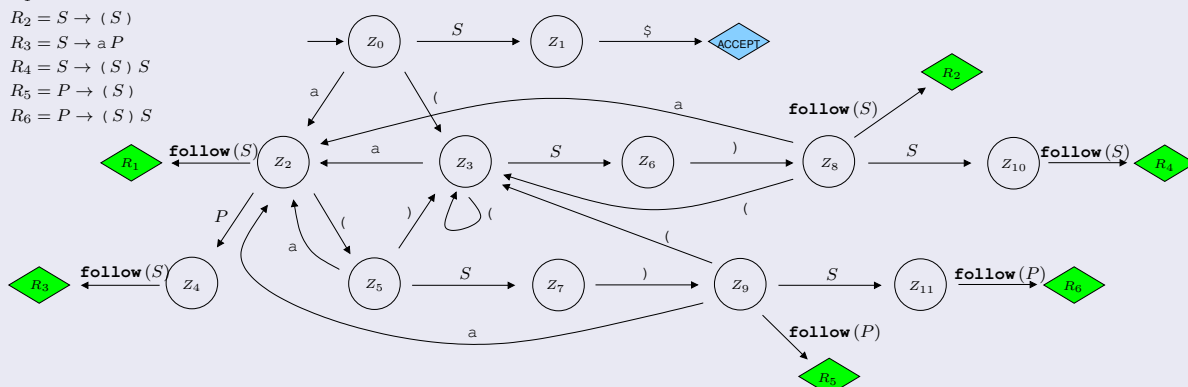 R2 = S → ( S )
R3 = S → a P
R4 = S → ( S ) S
R5 = P → ( S )
R6 = P → ( S ) S
Z0 S Z1 $ ACCEPT
a ( a follow(S) R2
R1 follow(S) Z2 a Z3 S Z6 ) Z8 S Z10 follow(S) R4
P ( a ) ( ( (
R3 follow(S) Z4 Z5 S Z7 ) Z9 S Z11 follow(P) R6
a follow(P)
R5